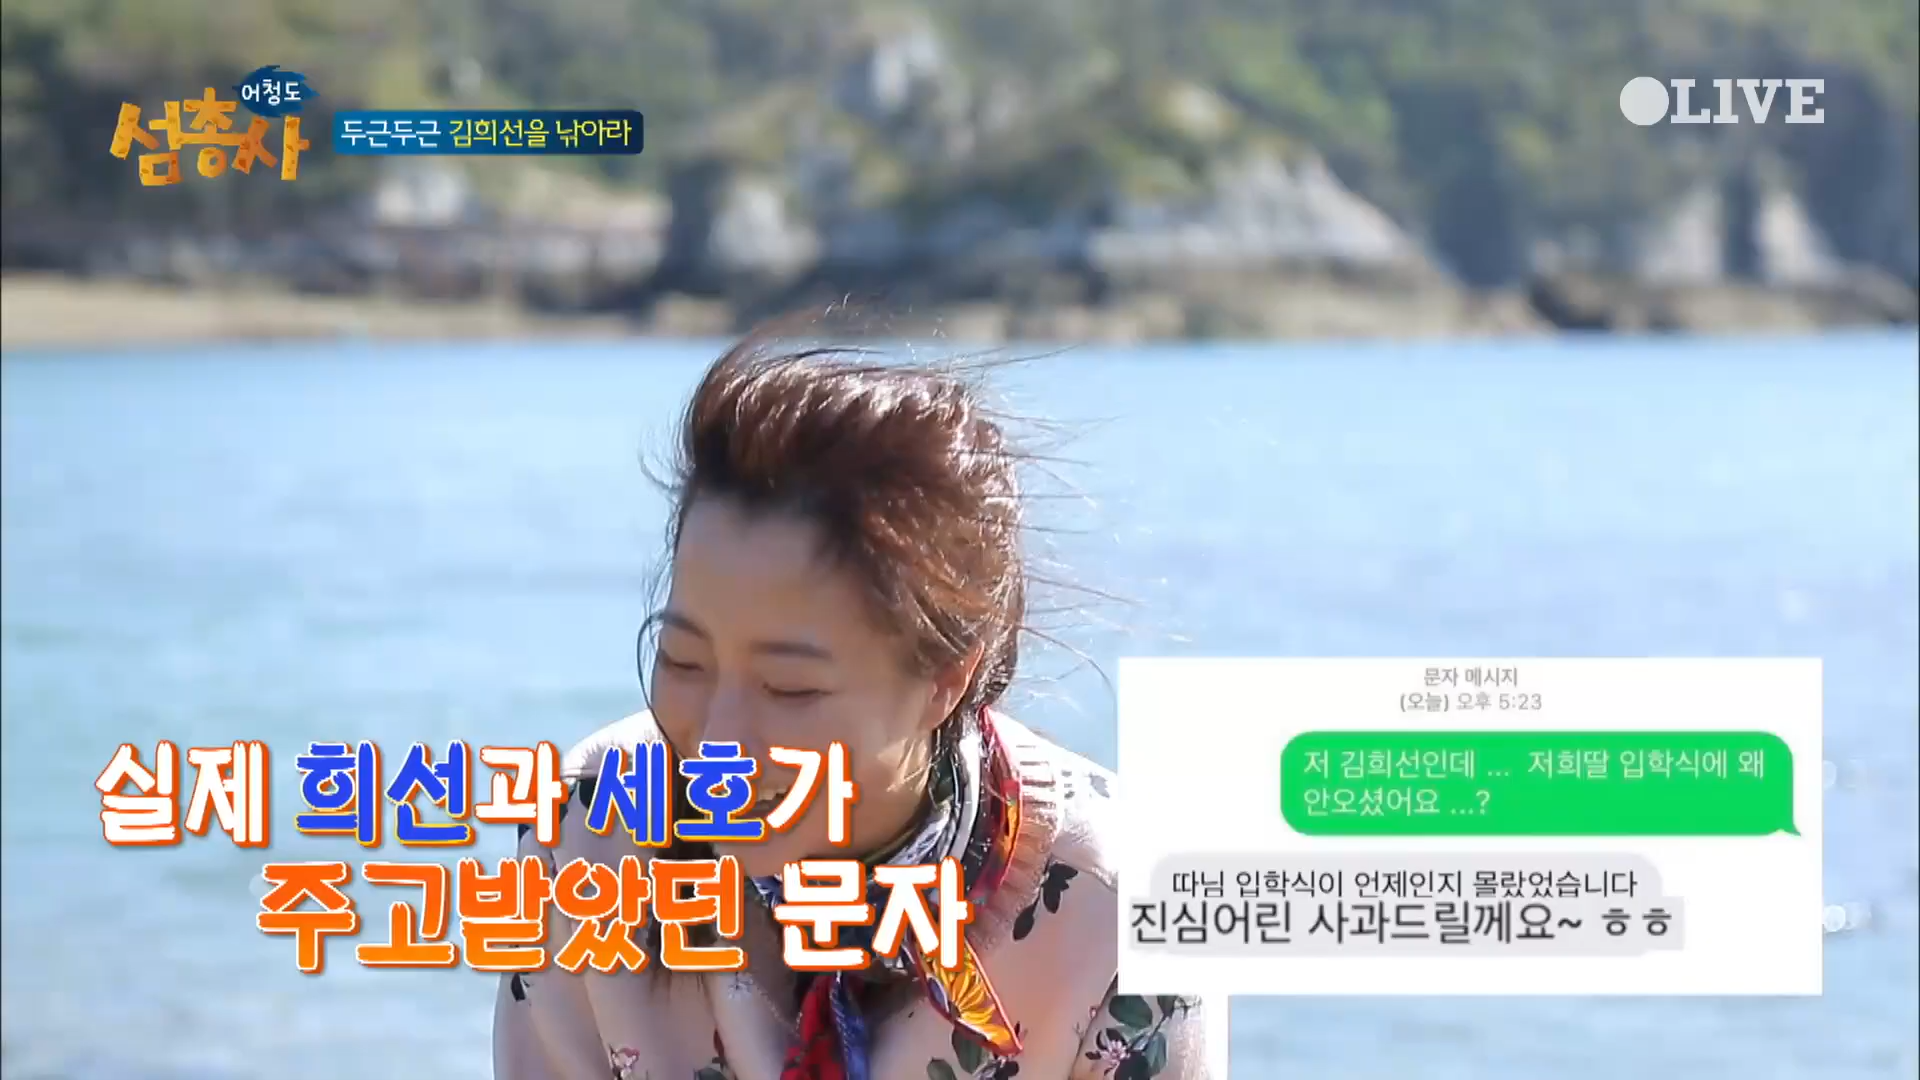 어청도
섬총사
두근두근 김희선을 낚아라
OL1VE
문자 메시지
(오늘) 오후 5:23
저 김희선인데 ... 저희딸 입학식에 왜
안오셨어요 ...?
따님 입학식이 언제인지 몰랐었습니다
진심어린 사과드릴께요~ ㅎㅎ
실제 희선과 세호가
주고받았던 문자